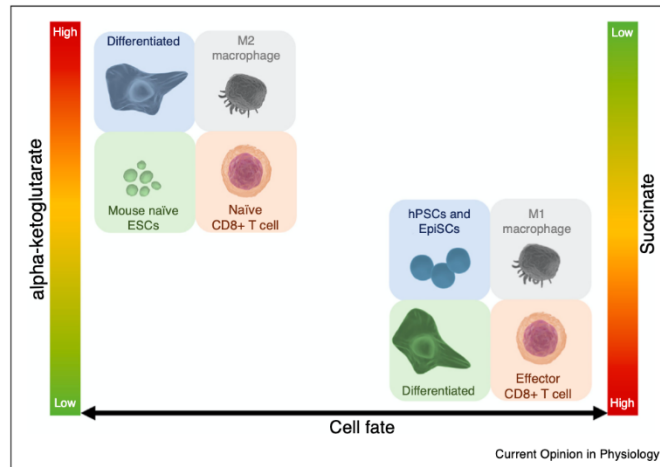 High
Low
Differentiated
M2
macrophage
Mouse naïve
ESCs
Naïve
CD8+ T cell
hPSCs and
EpiSCs
M1
macrophage
Differentiated
Effector
CD8+ T cell
alpha-ketoglutarate
Succinate
Low
High
Cell fate
Current Opinion in Physiology